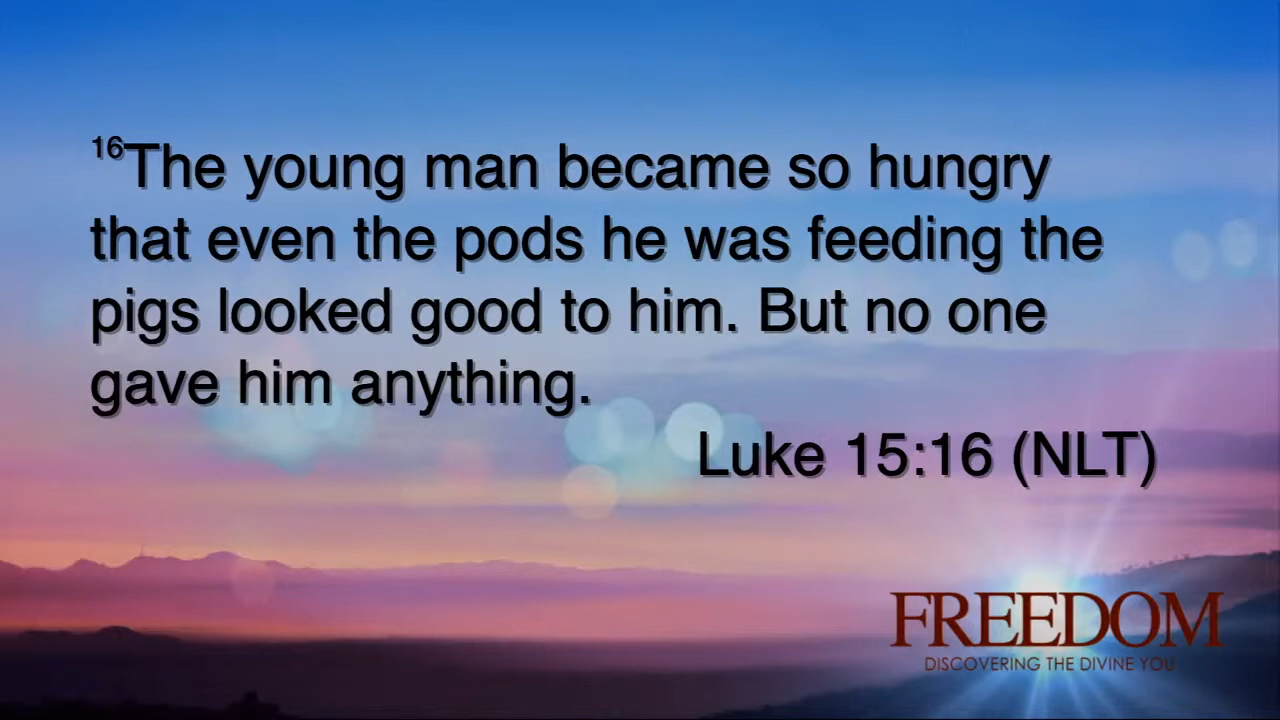 16The young man became so hungry
that even the pods he was feeding the
pigs looked good to him. But no one
gave him anything.
Luke 15:16 (NLT)
FREEDOM
DISCOVERING THE DIVINE YOU